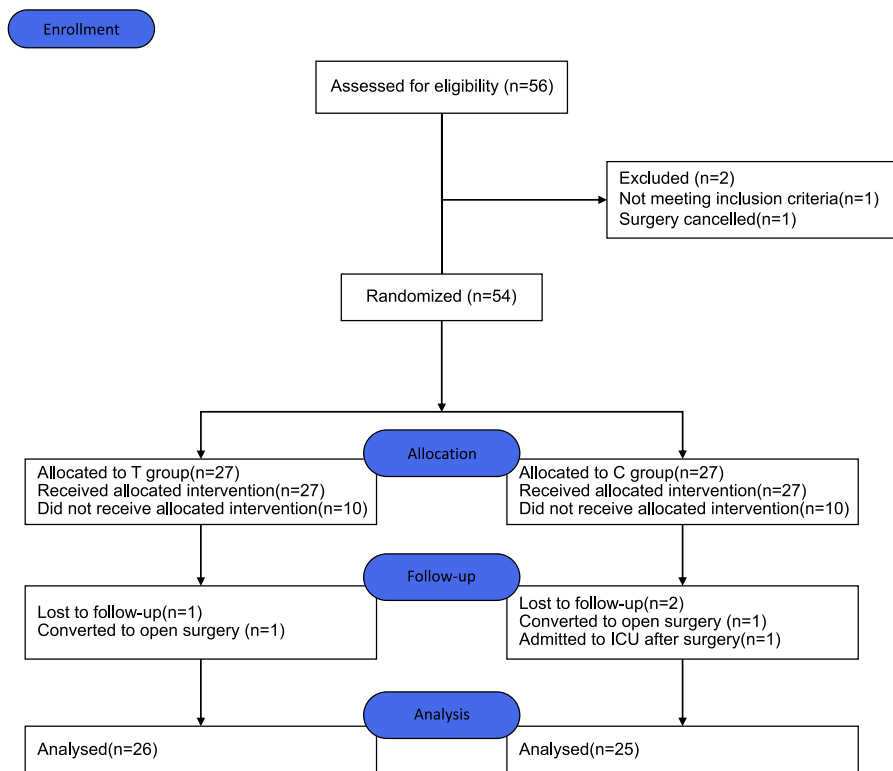 Enrollment
Assessed for eligibility (n=56)
Excluded (n=2)
Not meeting inclusion criteria(n=1)
Surgery cancelled(n=1)
Randomized (n=54)
Allocation
Allocated to T group(n=27)
Received allocated intervention(n=27)
Did not receive allocated intervention(n=10)
Allocated to C group(n=27)
Received allocated intervention(n=27)
Did not receive allocated intervention(n=10)
Follow-up
Lost to follow-up(n=1)
Converted to open surgery (n=1)
Lost to follow-up(n=2)
Converted to open surgery (n=1)
Admitted to ICU after surgery(n=1)
Analysis
Analysed(n=26)
Analysed(n=25)